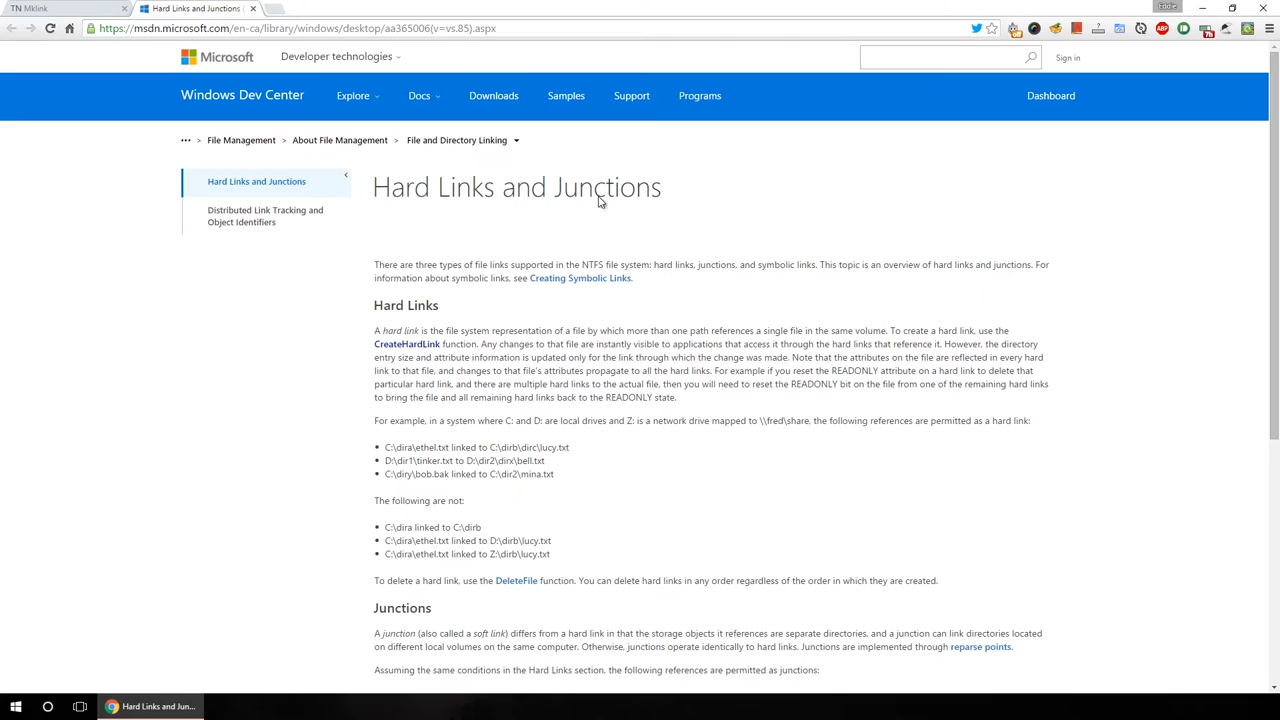 TN Mklink
Hard Links and Junctions
Eddie
https://msdn.microsoft.com/en-ca/library/windows/desktop/aa365006(v=vs.85).aspx
Microsoft
Developer technologies
Sign in
Windows Dev Center
Explore
Docs
Downloads
Samples
Support
Programs
Dashboard
••• > File Management > About File Management > File and Directory Linking
Hard Links and Junctions
Distributed Link Tracking and
Object Identifiers
Hard Links and Junctions
There are three types of file links supported in the NTFS file system: hard links, junctions, and symbolic links. This topic is an overview of hard links and junctions. For
information about symbolic links, see Creating Symbolic Links.
Hard Links
A hard link is the file system representation of a file by which more than one path references a single file in the same volume. To create a hard link, use the
CreateHardLink function. Any changes to that file are instantly visible to applications that access it through the hard links that reference it. However, the directory
entry size and attribute information is updated only for the link through which the change was made. Note that the attributes on the file are reflected in every hard
link to that file, and changes to that file's attributes propagate to all the hard links. For example if you reset the READONLY attribute on a hard link to delete that
particular hard link, and there are multiple hard links to the actual file, then you will need to reset the READONLY bit on the file from one of the remaining hard links
to bring the file and all remaining hard links back to the READONLY state.
For example, in a system where C: and D: are local drives and Z: is a network drive mapped to \\fred\share, the following references are permitted as a hard link:
• C:\dira\ethel.txt linked to C:\dirb\dirc\lucy.txt
• D:\dir1\tinker.txt to D:\dir2\dirx\bell.txt
• C:\diry\bob.bak linked to C:\dir2\mina.txt
The following are not:
• C:\dira linked to C:\dirb
• C:\dira\ethel.txt linked to D:\dirb\lucy.txt
• C:\dira\ethel.txt linked to Z:\dirb\lucy.txt
To delete a hard link, use the DeleteFile function. You can delete hard links in any order regardless of the order in which they are created.
Junctions
A junction (also called a soft link) differs from a hard link in that the storage objects it references are separate directories, and a junction can link directories located
on different local volumes on the same computer. Otherwise, junctions operate identically to hard links. Junctions are implemented through reparse points.
Assuming the same conditions in the Hard Links section, the following references are permitted as junctions:
Hard Links and Jun...